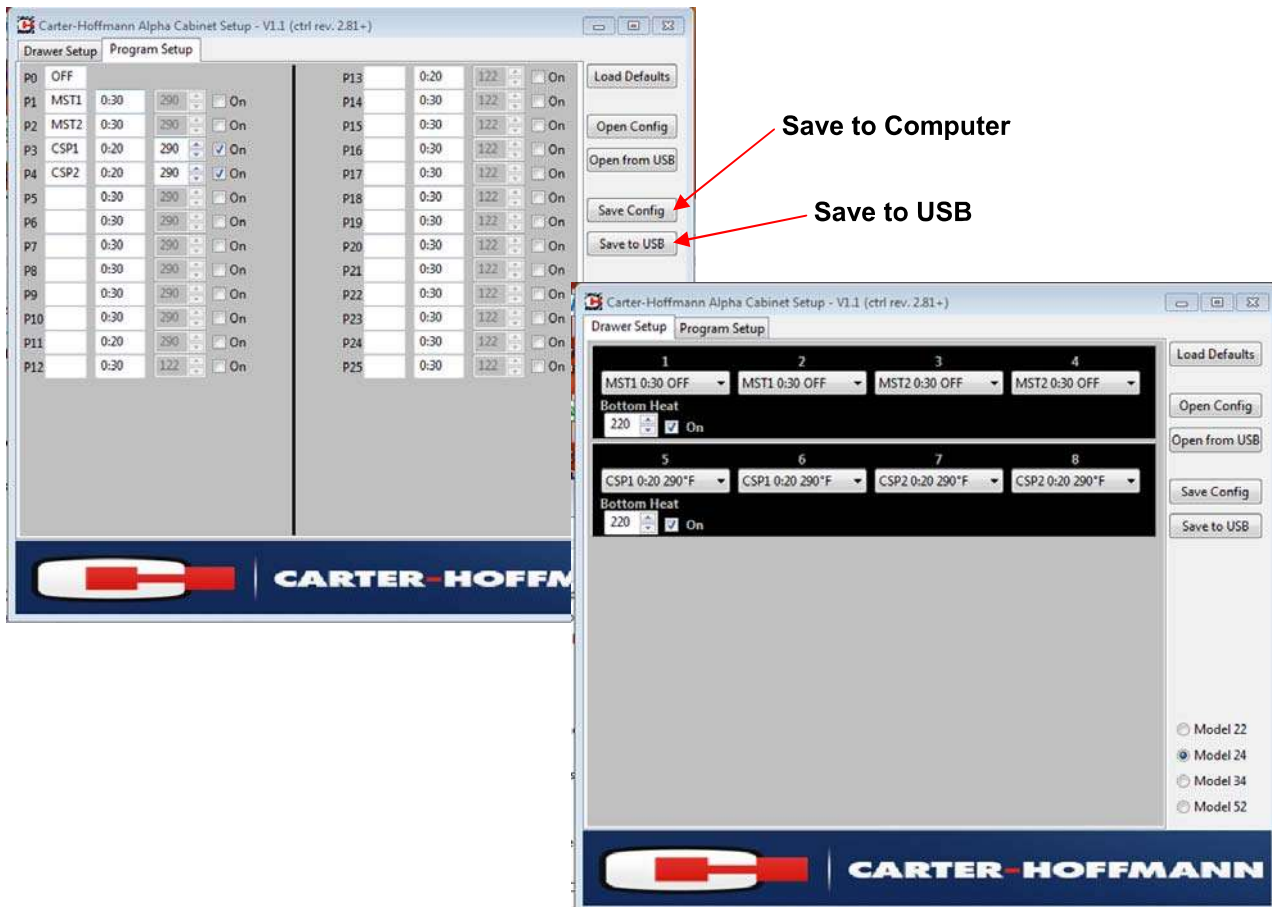 Carter-Hoffmann Alpha Cabinet Setup - V1.1 (ctrl rev. 2.81+)
Drawer Setup Program Setup
P0 OFF
P1 MST1 0:30 290 On
P2 MST2 0:30 290 On
P3 CSP1 0:20 290 On
P4 CSP2 0:20 290 On
P5 0:30 290 On
P6 0:30 290 On
P7 0:30 290 On
P8 0:30 290 On
P9 0:30 290 On
P10 0:30 290 On
P11 0:20 290 On
P12 0:30 122 On
P13 0:20 122 On
P14 0:30 122 On
P15 0:30 122 On
P16 0:30 122 On
P17 0:30 122 On
P18 0:30 122 On
P19 0:30 122 On
P20 0:30 122 On
P21 0:30 122 On
P22 0:30 122 On
P23 0:30 122 On
P24 0:30 122 On
P25 0:30 122 On
Load Defaults
Open Config
Open from USB
Save Config
Save to USB
CARTER-HOFFM
Save to Computer
Save to USB
Carter-Hoffmann Alpha Cabinet Setup - V1.1 (ctrl rev. 2.81+)
Drawer Setup Program Setup
1 2 3 4
MST1 0:30 OFF MST1 0:30 OFF MST2 0:30 OFF MST2 0:30 OFF
Bottom Heat
220 On
5 6 7 8
CSP1 0:20 290°F CSP1 0:20 290°F CSP2 0:20 290°F CSP2 0:20 290°F
Bottom Heat
220 On
Load Defaults
Open Config
Open from USB
Save Config
Save to USB
Model 22
Model 24
Model 34
Model 52
CARTER-HOFFMANN